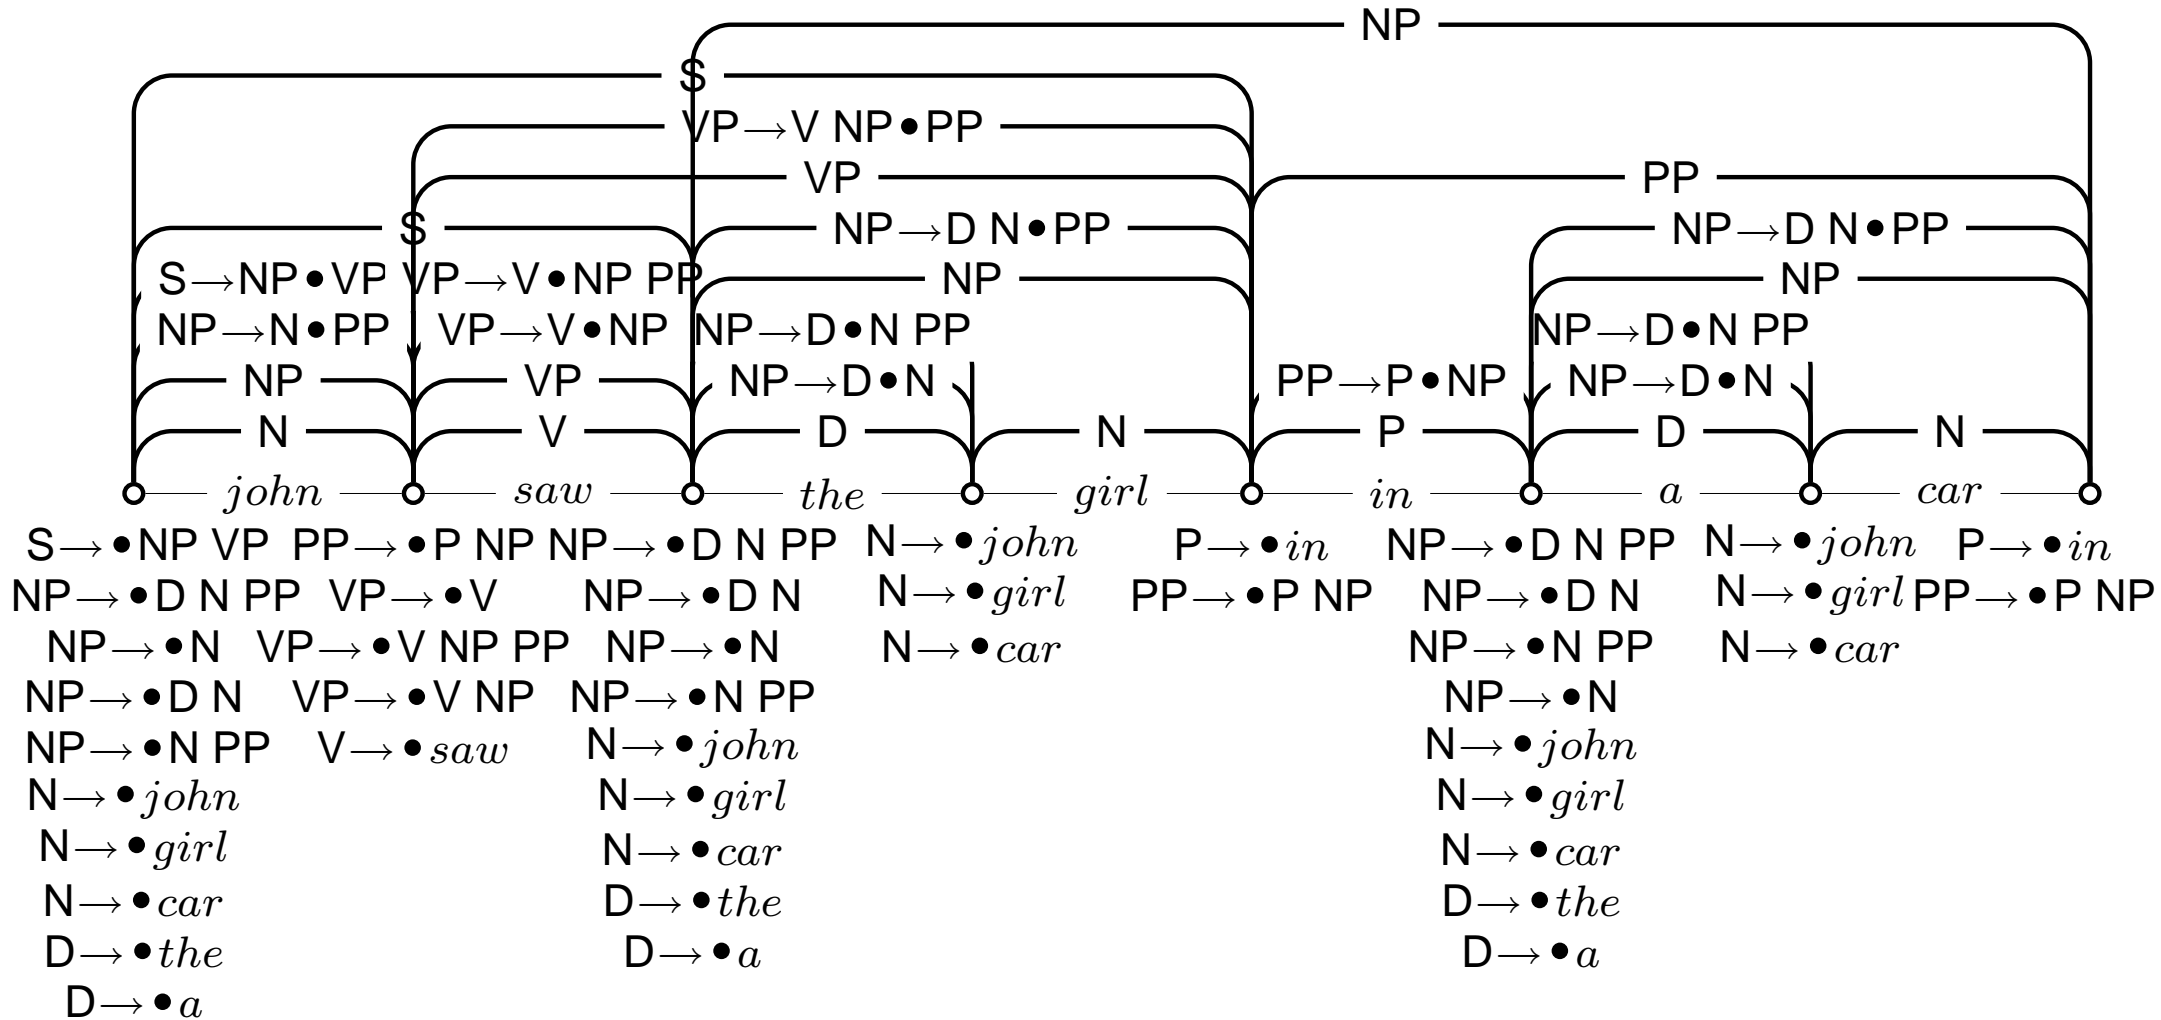 NP
S
VP→V NP•PP
VP PP
S NP→D N•PP NP→D N•PP
S→NP•VP VP→V•NP PP NP NP
NP→N•PP VP→V•NP NP→D•N PP NP→D•N PP
NP VP NP→D•N PP→P•NP NP→D•N
N V D N P D N
john saw the girl in a car
S→•NP VP PP→•P NP NP→•D N PP N→•john P→•in NP→•D N PP N→•john P→•in
NP→•D N PP VP→•V NP→•D N N→•girl PP→•P NP NP→•D N N→•girl PP→•P NP
NP→•N VP→•V NP PP NP→•N N→•car NP→•N PP N→•car
NP→•D N VP→•V NP NP→•N PP NP→•N
NP→•N PP V→•saw N→•john N→•john
N→•john N→•girl N→•girl
N→•girl N→•car N→•car
N→•car D→•the D→•the
D→•the D→•a D→•a
D→•a